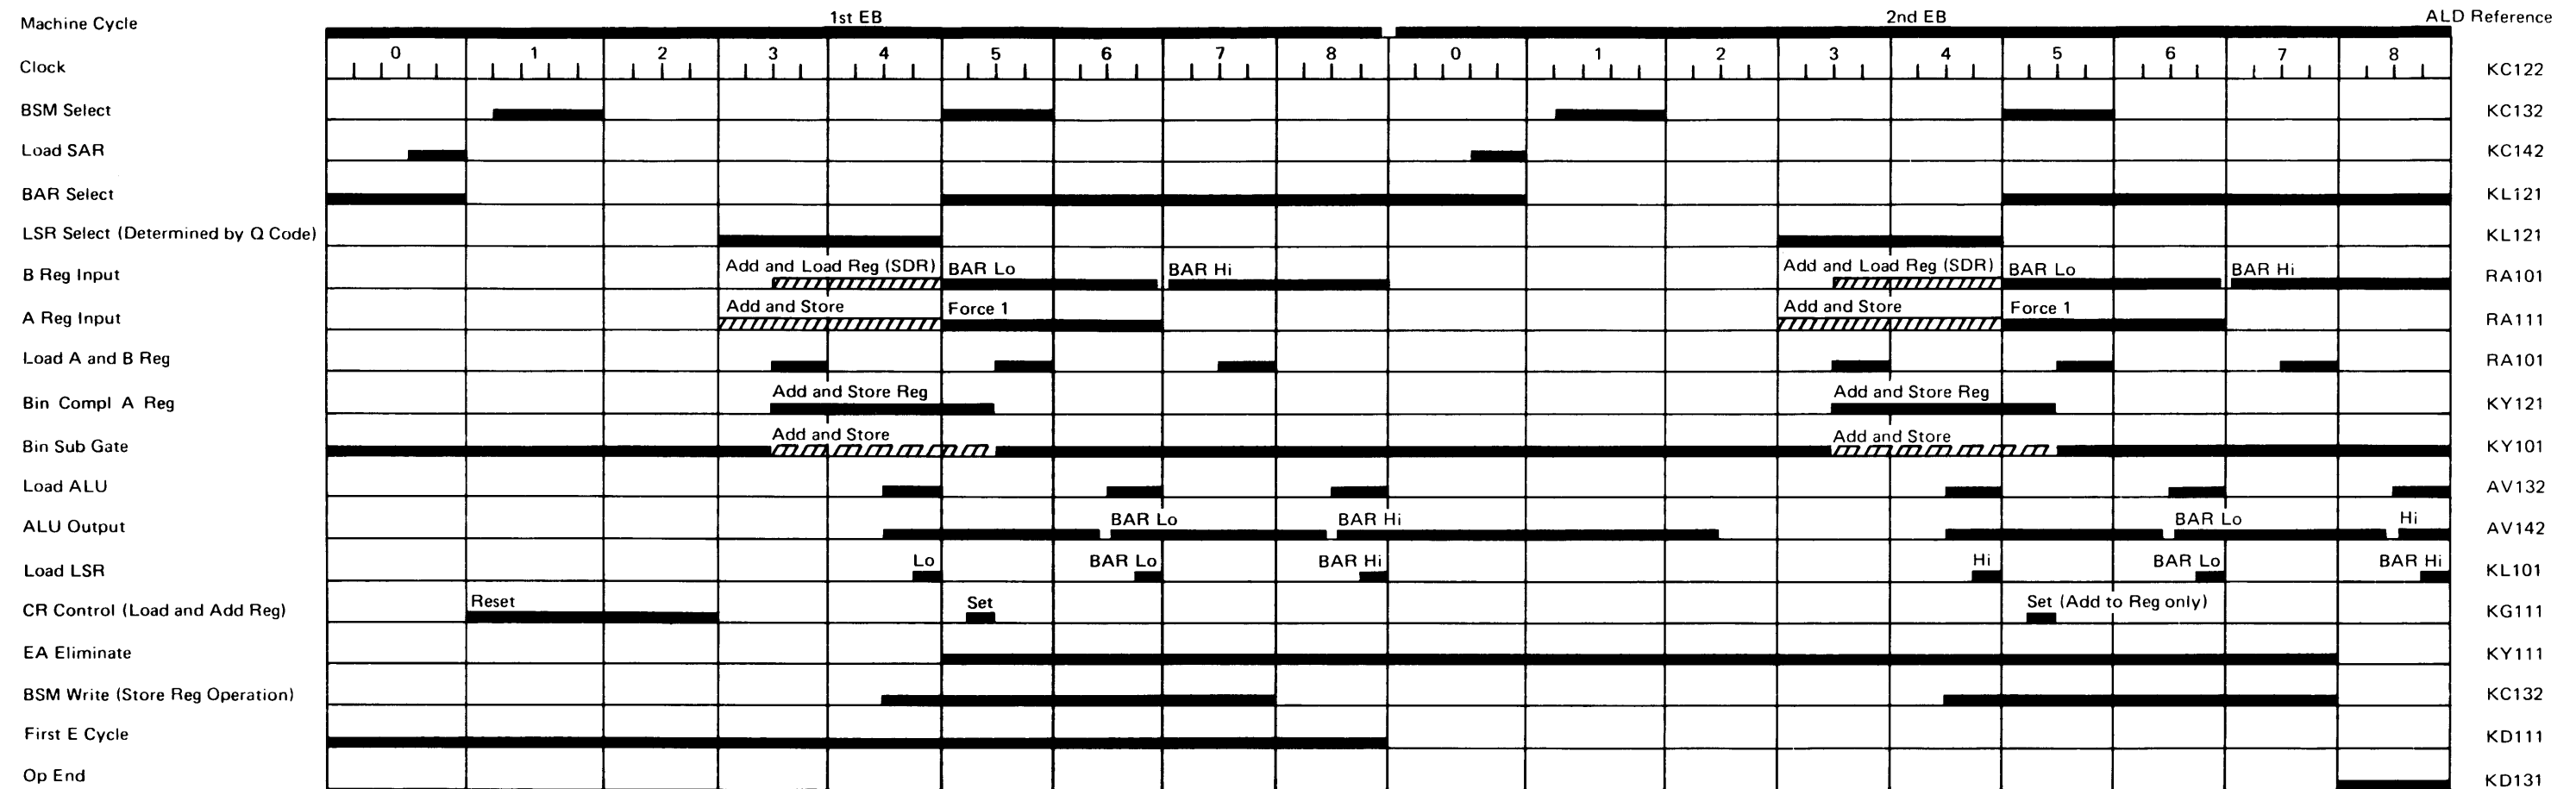 Machine Cycle 1st EB 2nd EB ALD Reference
Clock 0 1 2 3 4 5 6 7 8 0 1 2 3 4 5 6 7 8 KC122
BSM Select KC132
Load SAR KC142
BAR Select KL121
LSR Select (Determined by Q Code) KL121
B Reg Input Add and Load Reg (SDR) BAR Lo BAR Hi Add and Load Reg (SDR) BAR Lo BAR Hi RA101
A Reg Input Add and Store Force 1 Add and Store Force 1 RA111
Load A and B Reg RA101
Bin Compl A Reg Add and Store Reg Add and Store Reg KY121
Bin Sub Gate Add and Store Add and Store KY101
Load ALU AV132
ALU Output BAR Lo BAR Hi BAR Lo Hi AV142
Load LSR Lo BAR Lo BAR Hi Hi BAR Lo BAR Hi KL101
CR Control (Load and Add Reg) Reset Set Set (Add to Reg only) KG111
EA Eliminate KY111
BSM Write (Store Reg Operation) KC132
First E Cycle KD111
Op End KD131